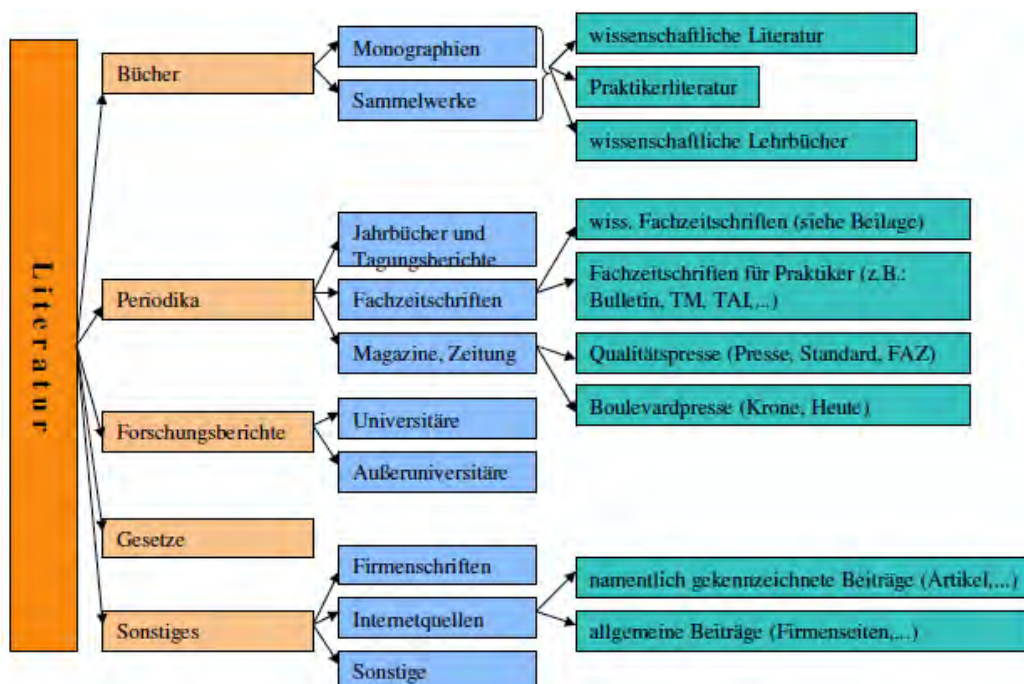 Literatur
Bücher
Monographien
Sammelwerke
wissenschaftliche Literatur
Praktikerliteratur
wissenschaftliche Lehrbücher
Periodika
Jahrbücher und
Tagungsberichte
Fachzeitschriften
Magazine, Zeitung
wiss. Fachzeitschriften (siehe Beilage)
Fachzeitschriften für Praktiker (z.B.:
Bulletin, TM, TAI,...)
Qualitätspresse (Presse, Standard, FAZ)
Boulevardpresse (Krone, Heute)
Forschungsberichte
Universitäre
Außeruniversitäre
Gesetze
Sonstiges
Firmenschriften
Internetquellen
Sonstige
namentlich gekennzeichnete Beiträge (Artikel,...)
allgemeine Beiträge (Firmenseiten,...)